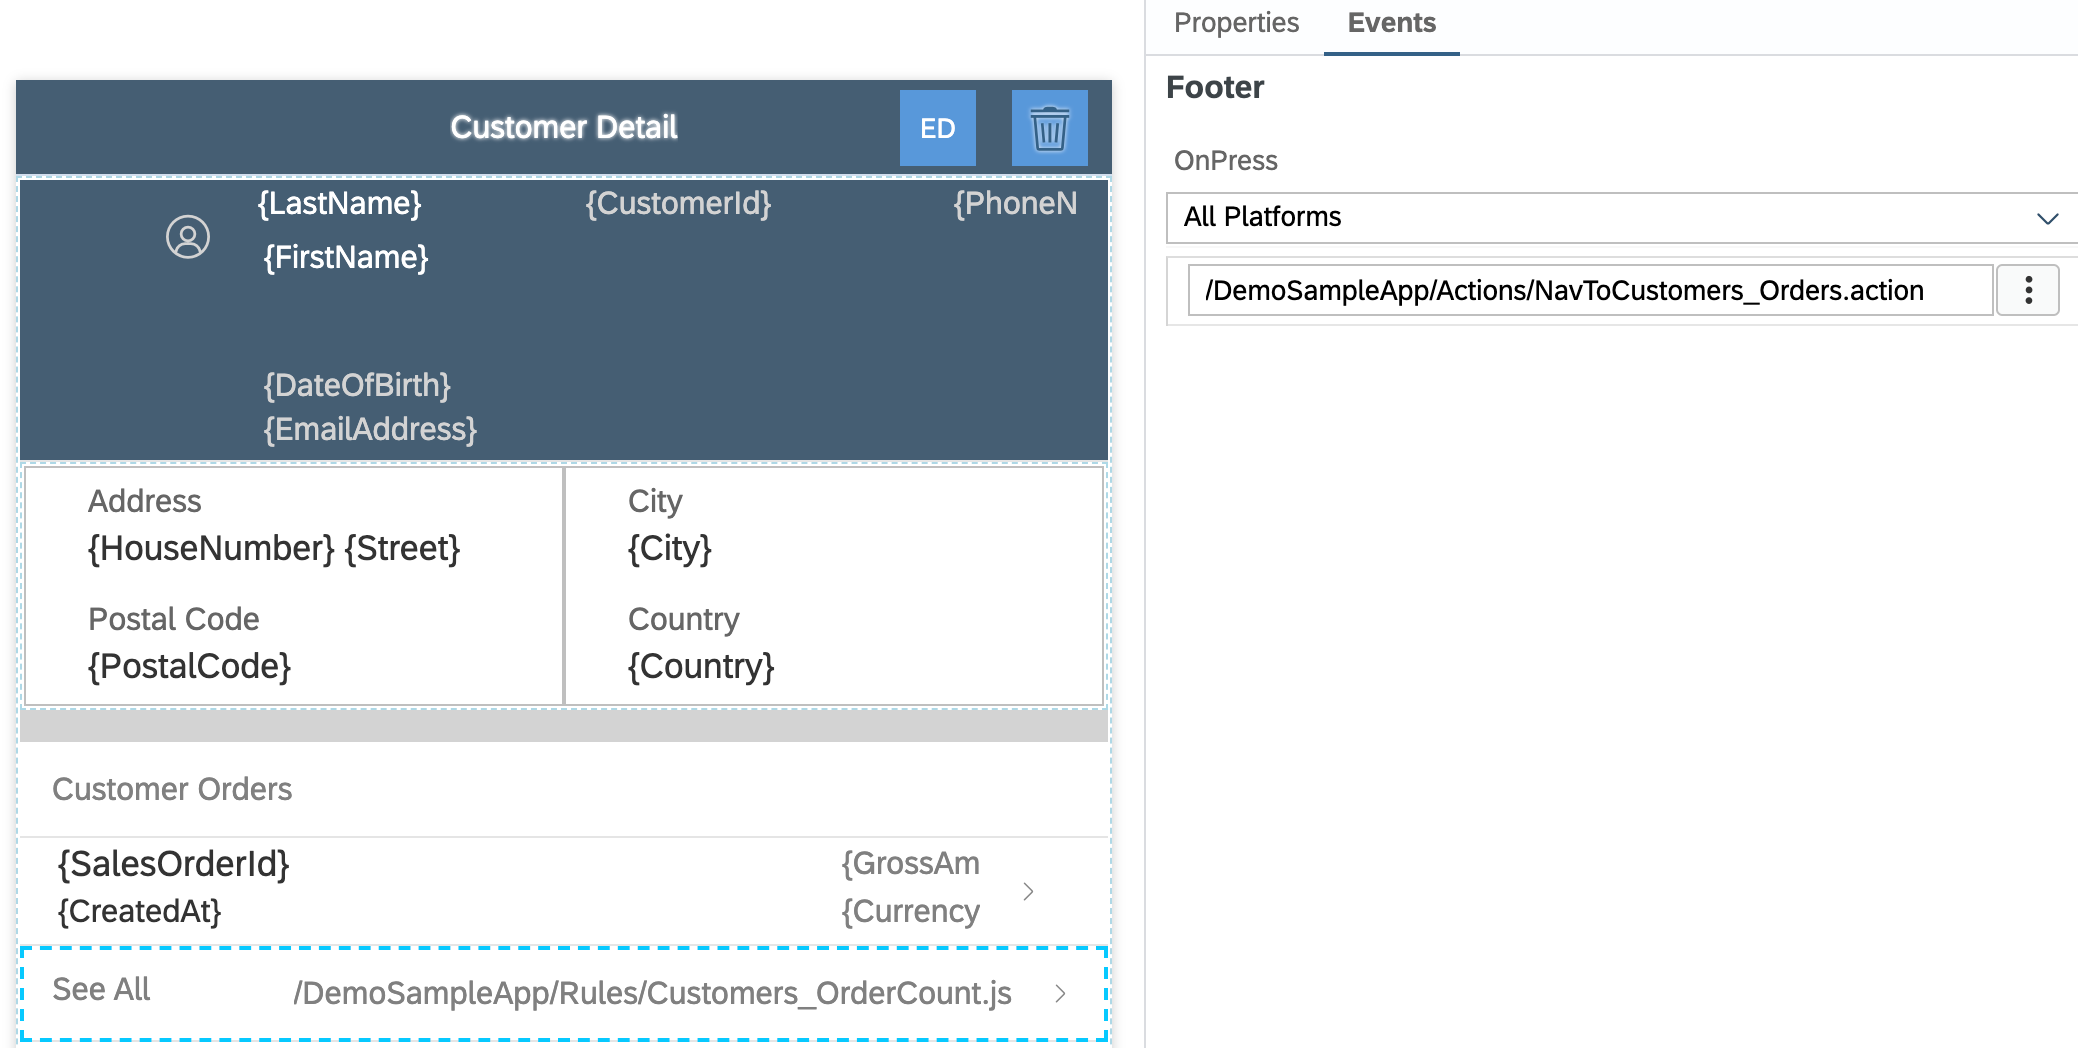 Properties Events
Footer
OnPress
All Platforms
/DemoSampleApp/Actions/NavToCustomers_Orders.action
Customer Detail ED
{LastName} {CustomerId} {PhoneN
{FirstName}
{DateOfBirth}
{EmailAddress}
Address
{HouseNumber} {Street}
City
{City}
Postal Code
{PostalCode}
Country
{Country}
Customer Orders
{SalesOrderId} {GrossAm
{CreatedAt} {Currency
See All /DemoSampleApp/Rules/Customers_OrderCount.js